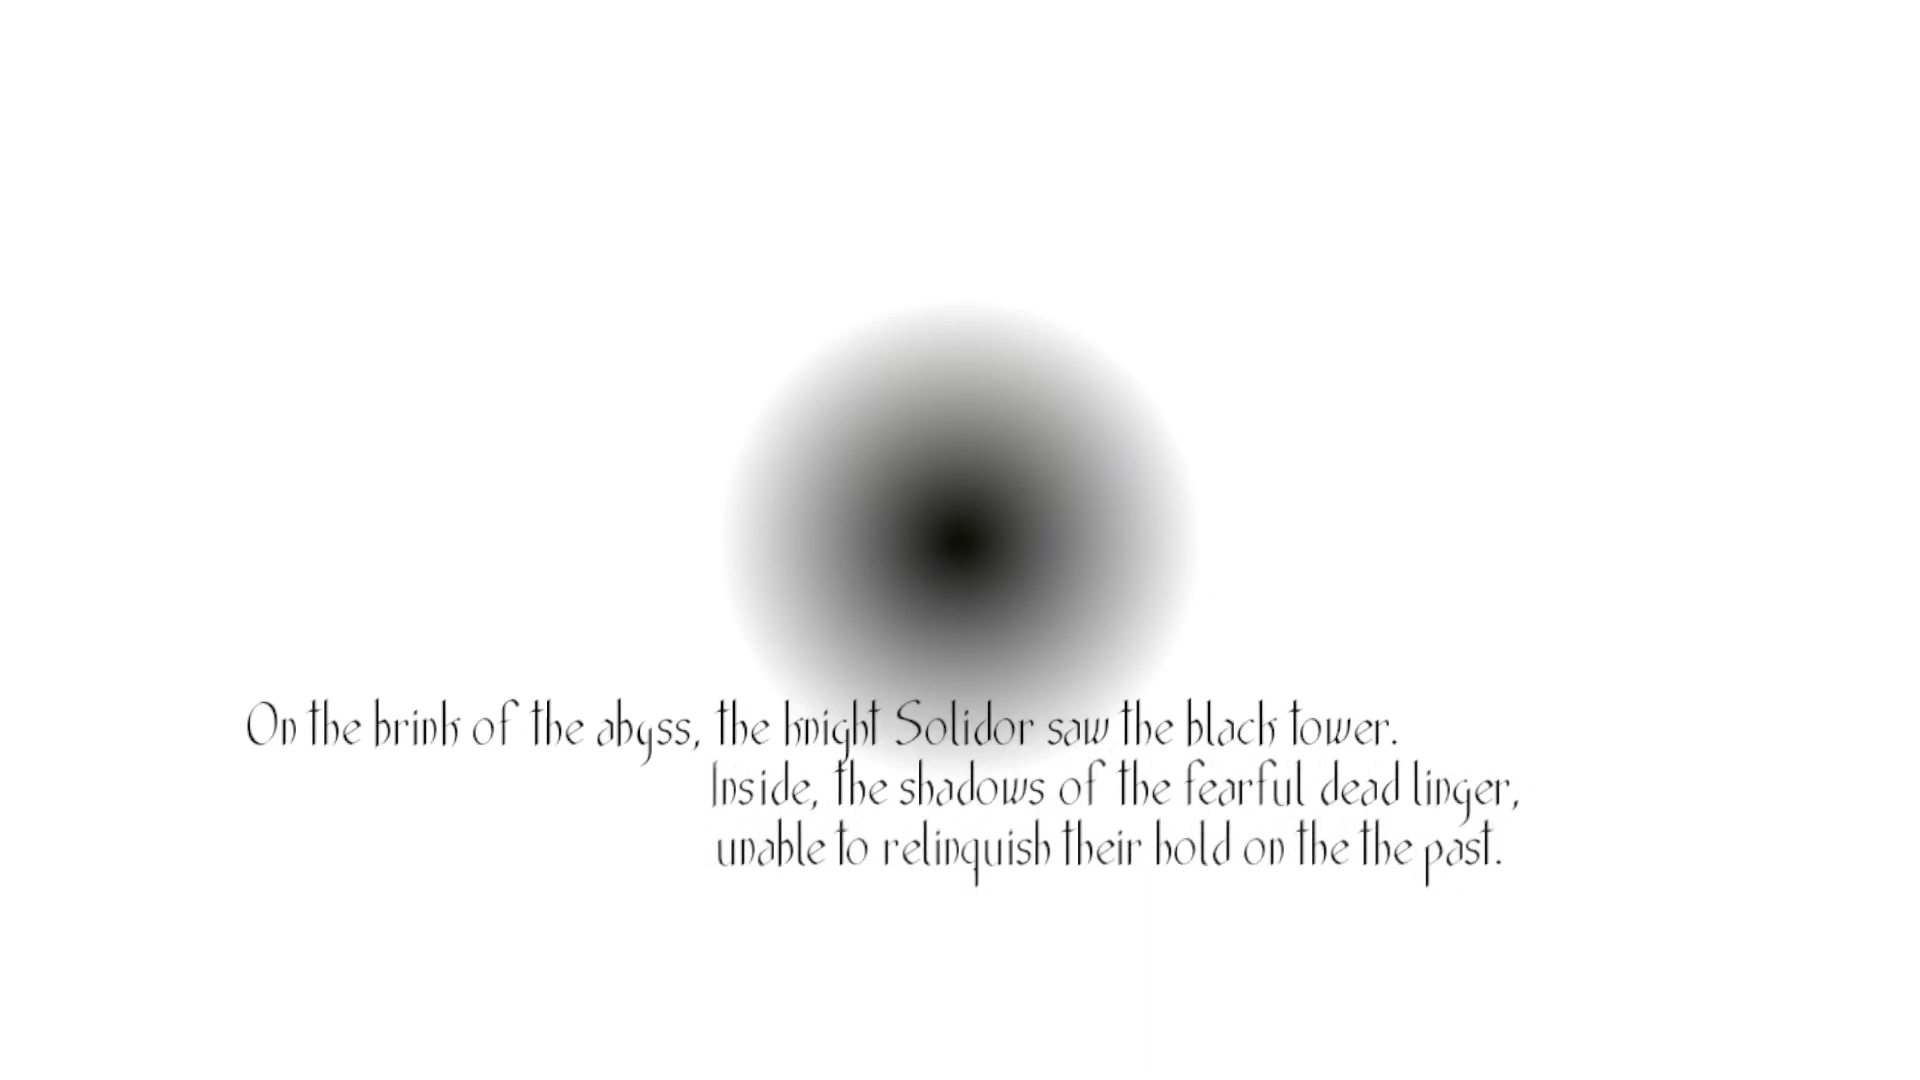 On the brink of the abyss, the knight Solidor saw the black tower.
Inside, the shadows of the fearful dead linger,
unable to relinquish their hold on the the past.